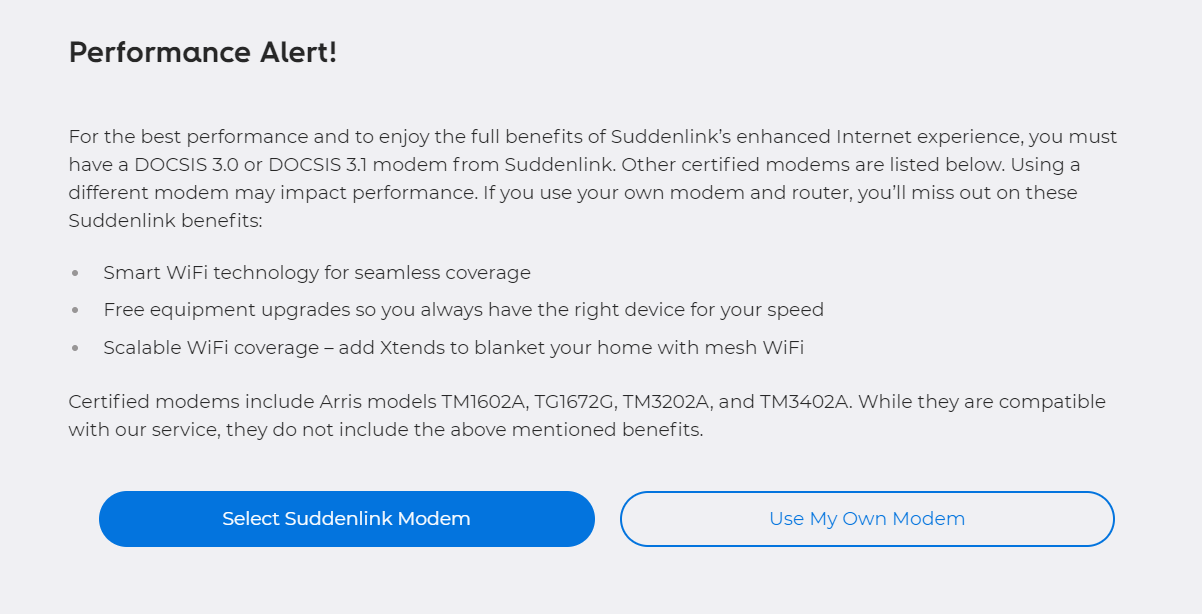 Performance Alert!
For the best performance and to enjoy the full benefits of Suddenlink’s enhanced Internet experience, you must
have a DOCSIS 3.0 or DOCSIS 3.1 modem from Suddenlink. Other certified modems are listed below. Using a
different modem may impact performance. If you use your own modem and router, you’ll miss out on these
Suddenlink benefits:
• Smart WiFi technology for seamless coverage
• Free equipment upgrades so you always have the right device for your speed
• Scalable WiFi coverage – add Xtends to blanket your home with mesh WiFi
Certified modems include Arris models TM1602A, TG1672G, TM3202A, and TM3402A. While they are compatible
with our service, they do not include the above mentioned benefits.
Select Suddenlink Modem
Use My Own Modem